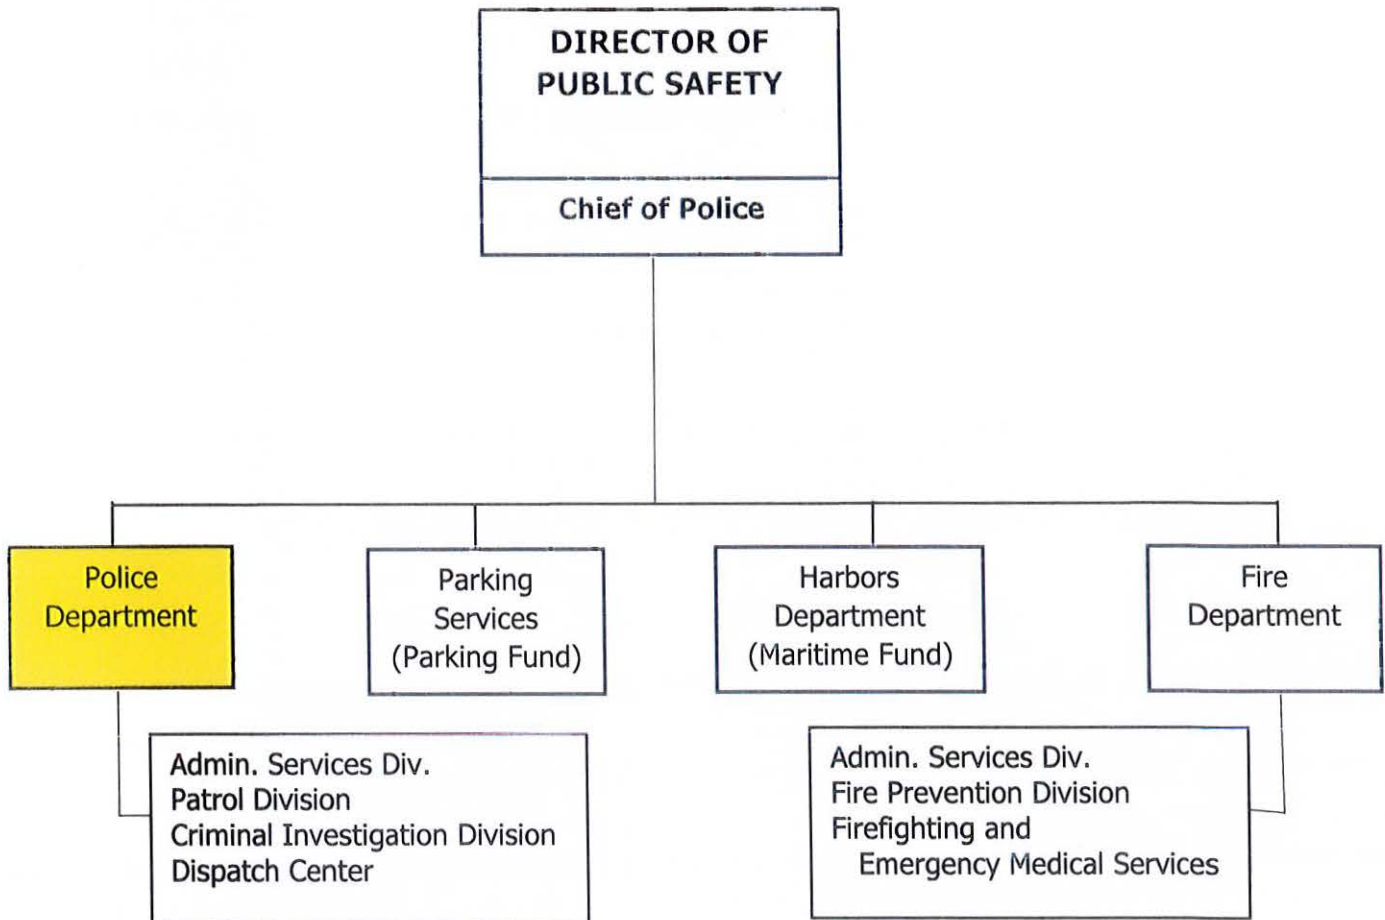 DIRECTOR OF
PUBLIC SAFETY
Chief of Police
Police
Department
Parking
Services
(Parking Fund)
Harbors
Department
(Maritime Fund)
Fire
Department
Admin. Services Div.
Patrol Division
Criminal Investigation Division
Dispatch Center
Admin. Services Div.
Fire Prevention Division
Firefighting and
Emergency Medical Services